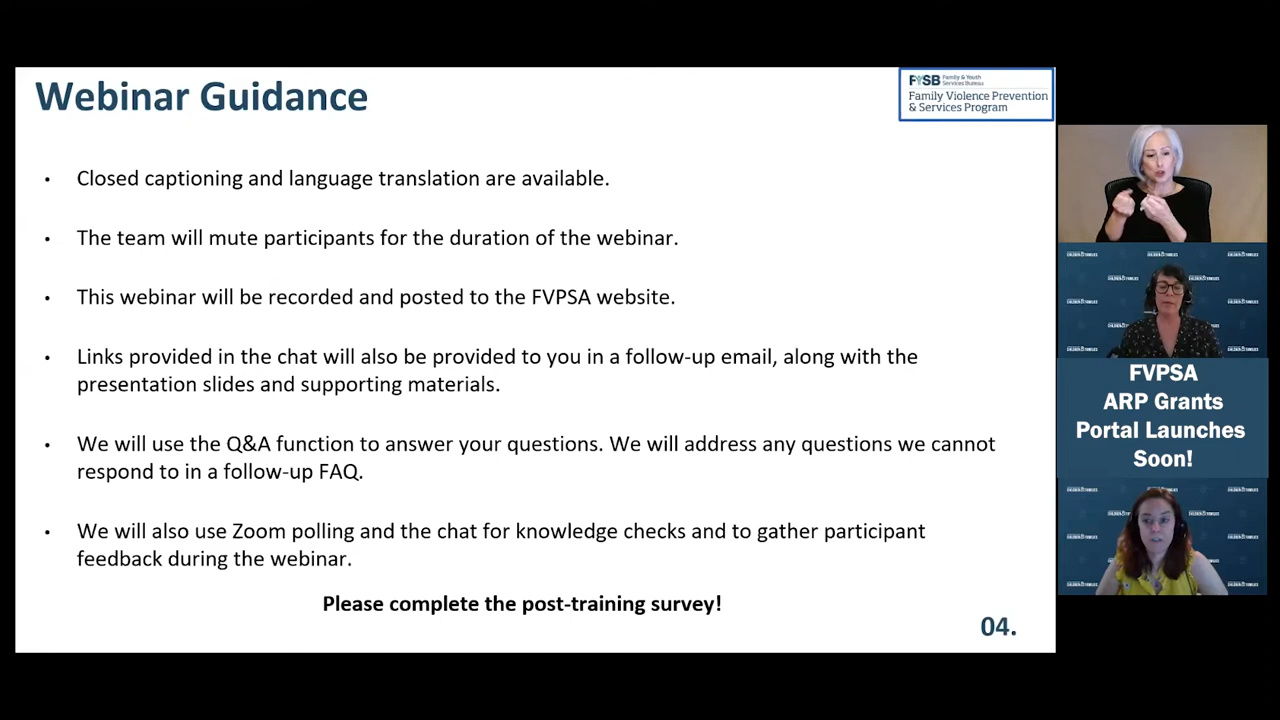 Webinar Guidance
FYSB Family & Youth
Services Bureau
Family Violence Prevention
& Services Program
• Closed captioning and language translation are available.
• The team will mute participants for the duration of the webinar.
• This webinar will be recorded and posted to the FVPSA website.
• Links provided in the chat will also be provided to you in a follow-up email, along with the
presentation slides and supporting materials.
• We will use the Q&A function to answer your questions. We will address any questions we cannot
respond to in a follow-up FAQ.
• We will also use Zoom polling and the chat for knowledge checks and to gather participant
feedback during the webinar.
Please complete the post-training survey!
04.
FVPSA
ARP Grants
Portal Launches
Soon!